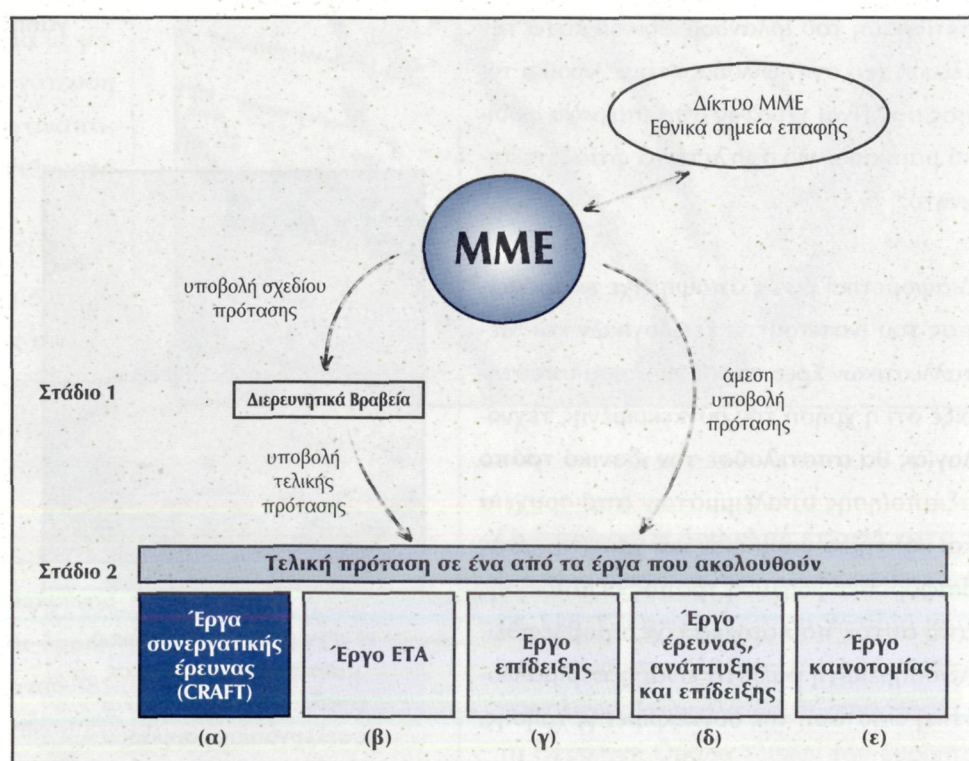 Δίκτυο ΜΜΕ
Εθνικά σημεία επαφής
ΜΜΕ
υποβολή σχεδίου
πρότασης
Στάδιο 1
Διερευνητικά Βραβεία
άμεση
υποβολή
πρότασης
υποβολή
τελικής
πρότασης
Στάδιο 2
Τελική πρόταση σε ένα από τα έργα που ακολουθούν
Έργα
συνεργατικής
έρευνας
(CRAFT)
Έργο ΕΤΑ
Έργο
επίδειξης
Έργο
έρευνας,
ανάπτυξης
και επίδειξης
Έργο
καινοτομίας
(α)
(β)
(γ)
(δ)
(ε)